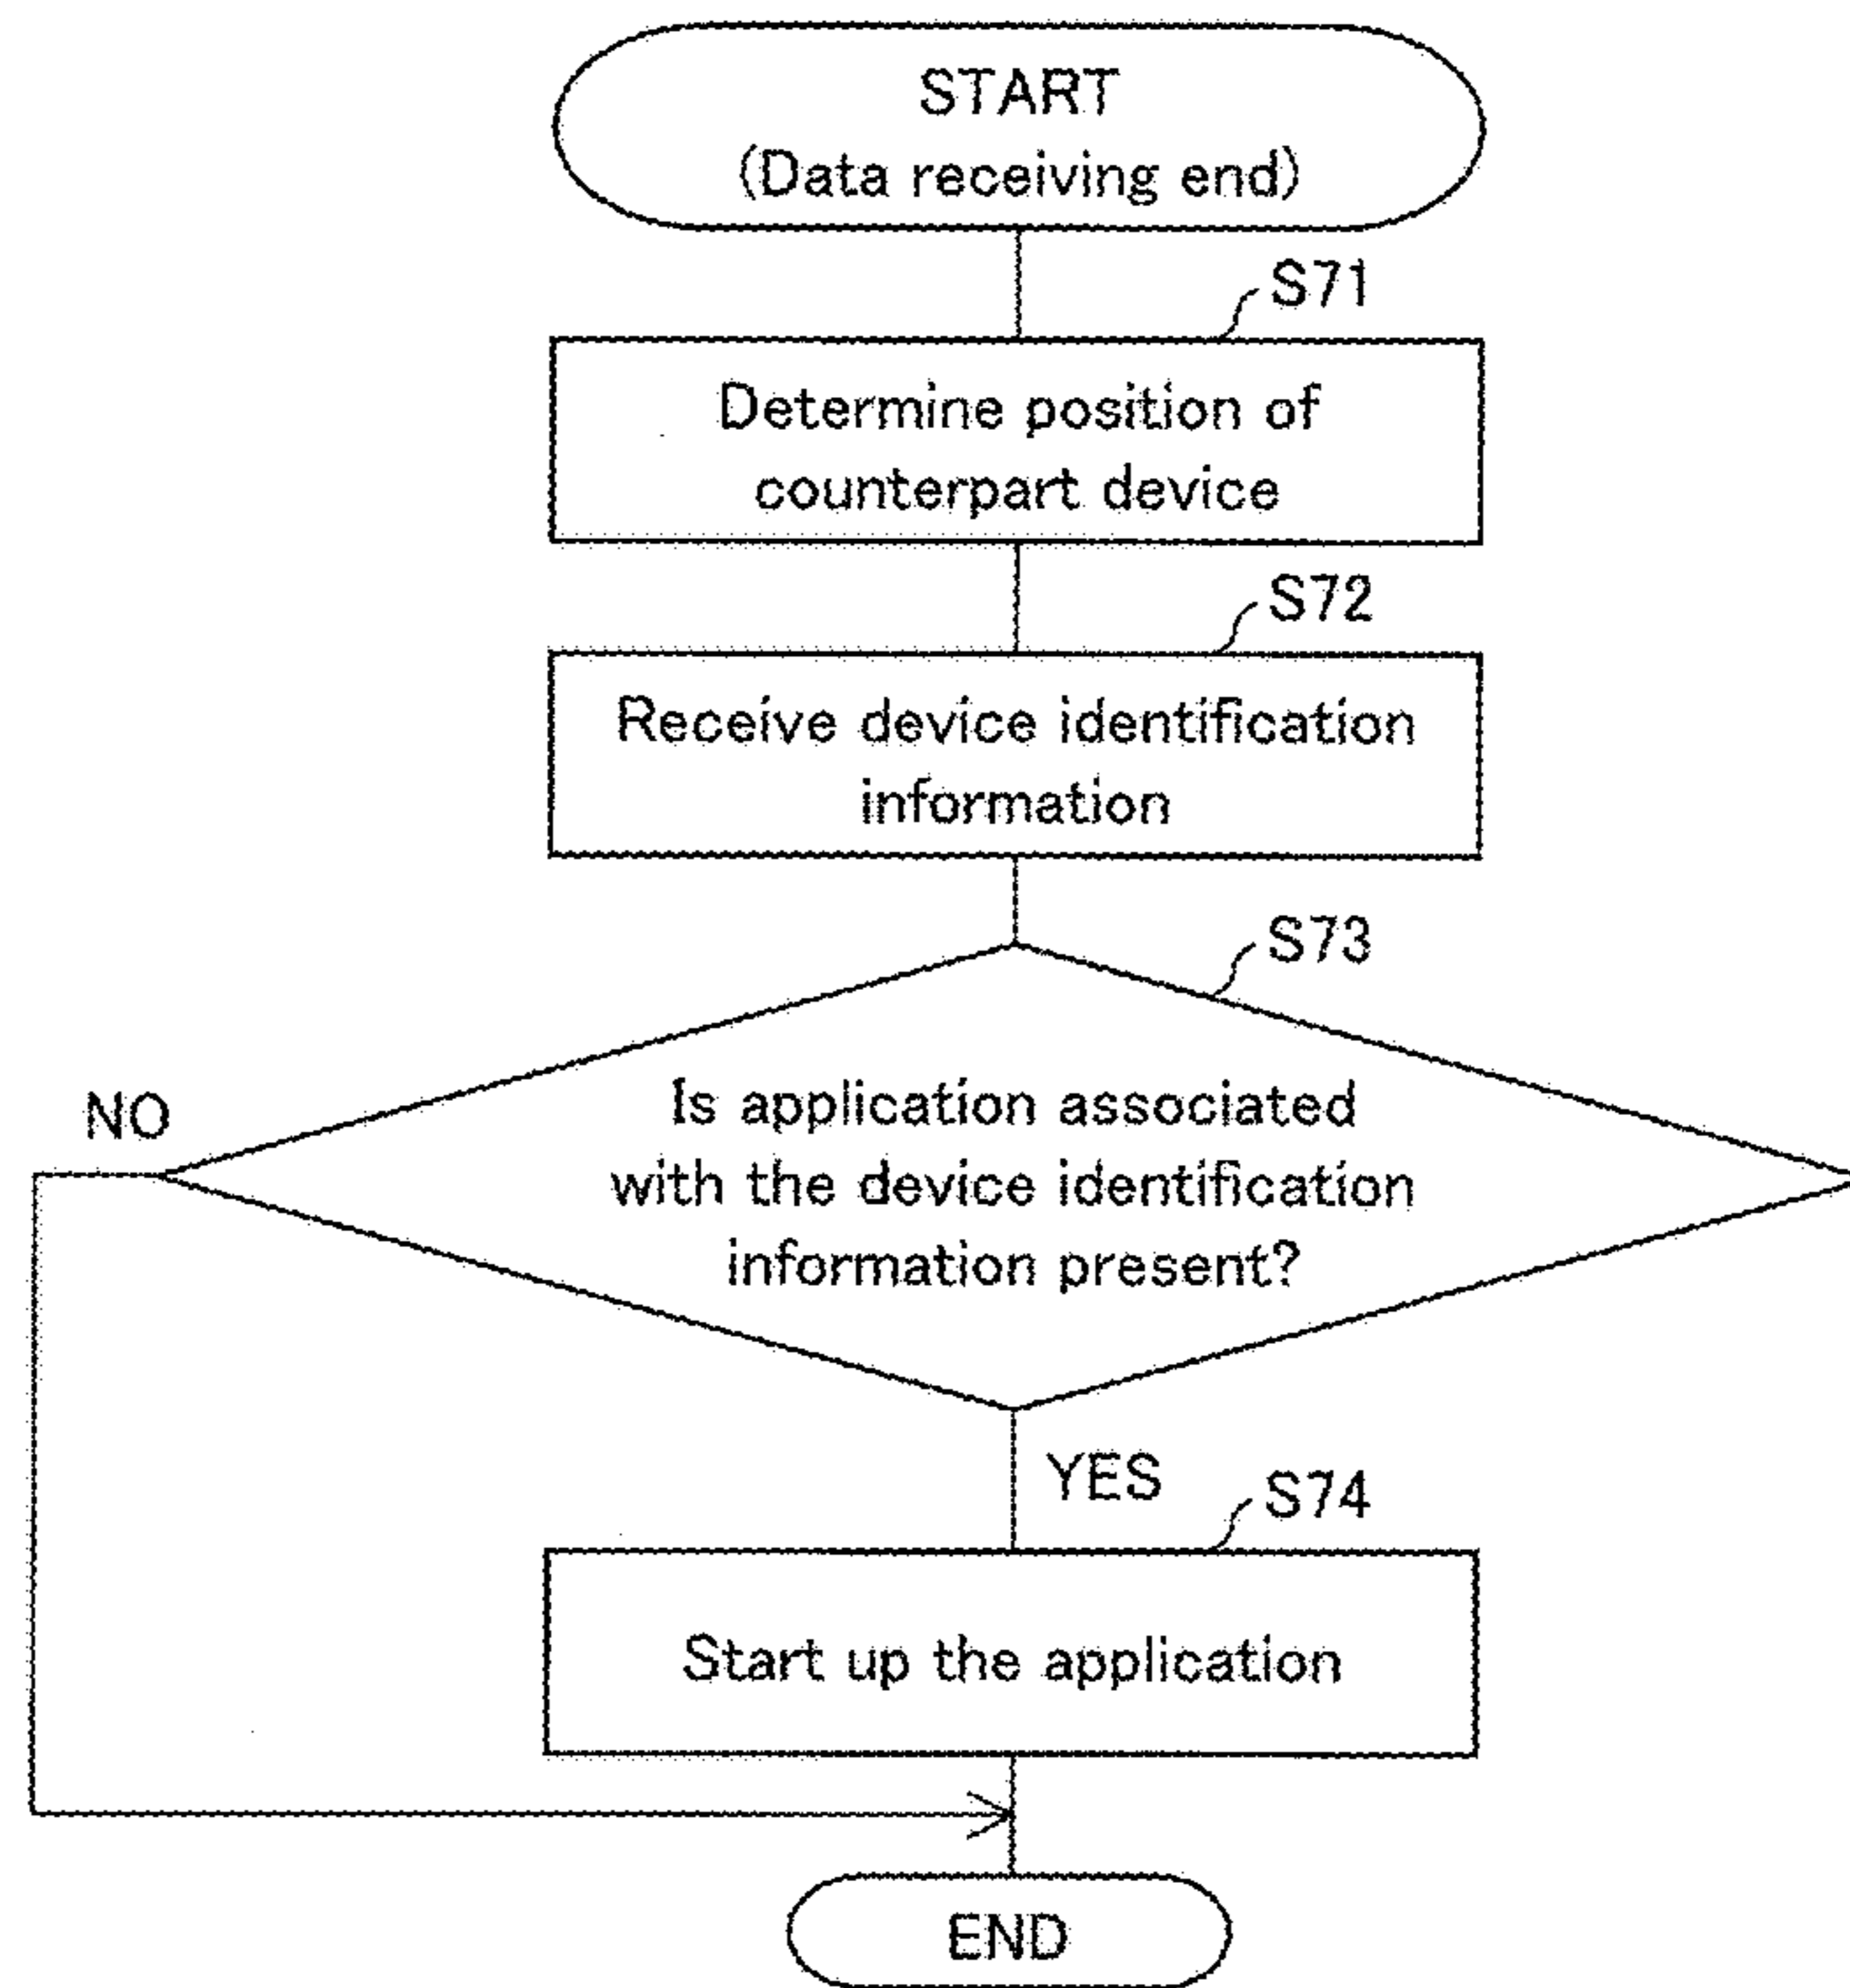 START
(Data receiving end)
S71
Determine position of
counterpart device
S72
Receive device identification
information
S73
Is application associated
with the device identification
information present?
NO
YES
S74
Start up the application
END